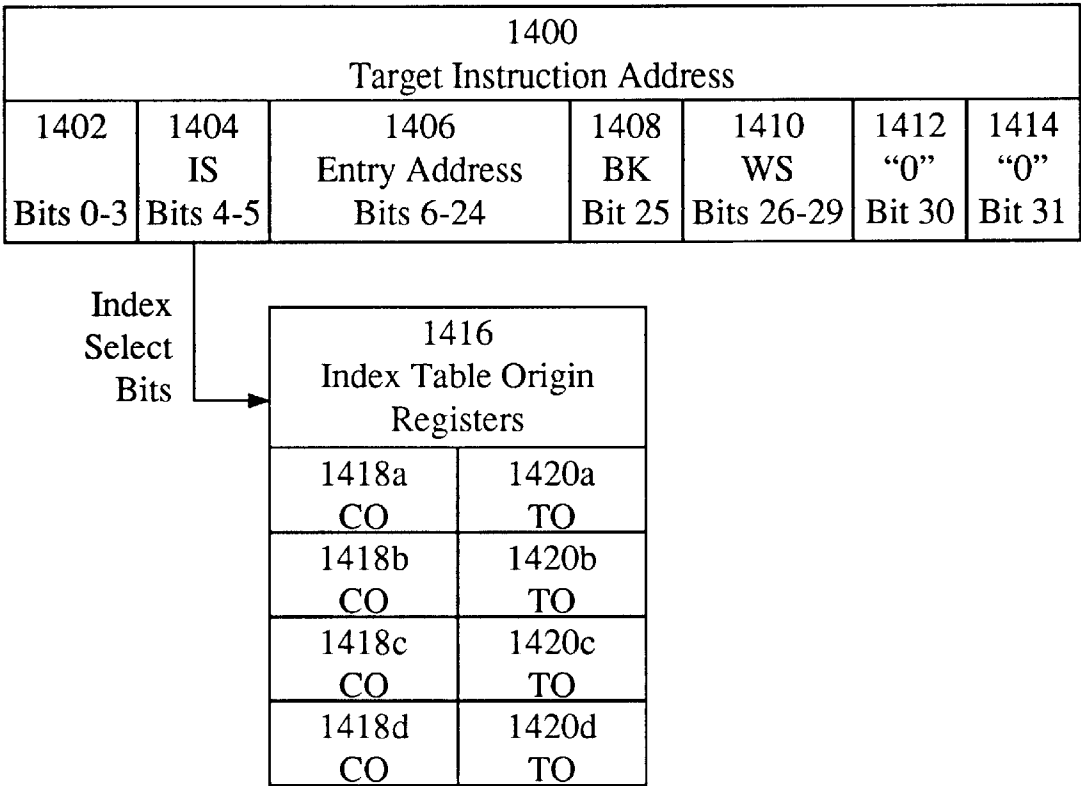 1400
Target Instruction Address
1402 1404 1406 1408 1410 1412 1414
IS Entry Address BK WS “0” “0”
Bits 0-3 Bits 4-5 Bits 6-24 Bit 25 Bits 26-29 Bit 30 Bit 31
Index
Select
Bits
1416
Index Table Origin
Registers
1418a 1420a
CO TO
1418b 1420b
CO TO
1418c 1420c
CO TO
1418d 1420d
CO TO